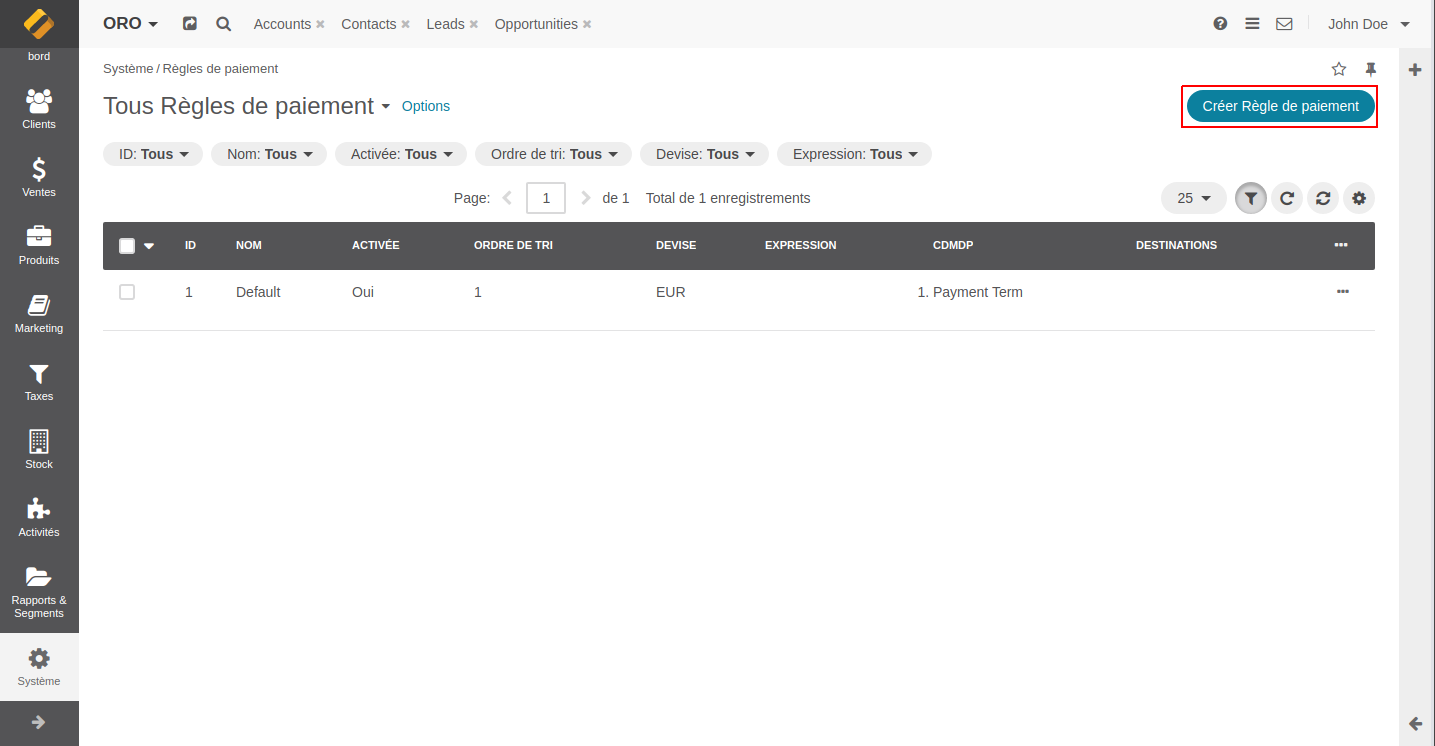 ORO
Accounts
Contacts
Leads
Opportunities
John Doe
bord
Clients
Ventes
Produits
Marketing
Taxes
Stock
Activités
Rapports &
Segments
Système
Système / Règles de paiement
Tous Règles de paiement
Options
Créer Règle de paiement
ID: Tous
Nom: Tous
Activée: Tous
Ordre de tri: Tous
Devise: Tous
Expression: Tous
Page: 1 de 1 Total de 1 enregistrements
25
ID NOM ACTIVÉE ORDRE DE TRI DEVISE EXPRESSION CDMDP DESTINATIONS
1 Default Oui 1 EUR 1. Payment Term